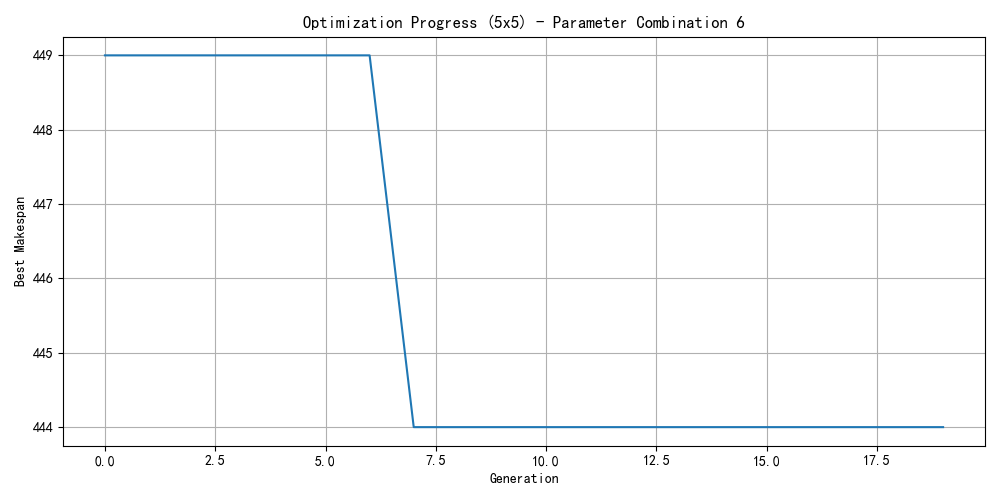 Optimization Progress (5x5) - Parameter Combination 6
449
448
447
446
445
444
Best Makespan
0.0 2.5 5.0 7.5 10.0 12.5 15.0 17.5
Generation